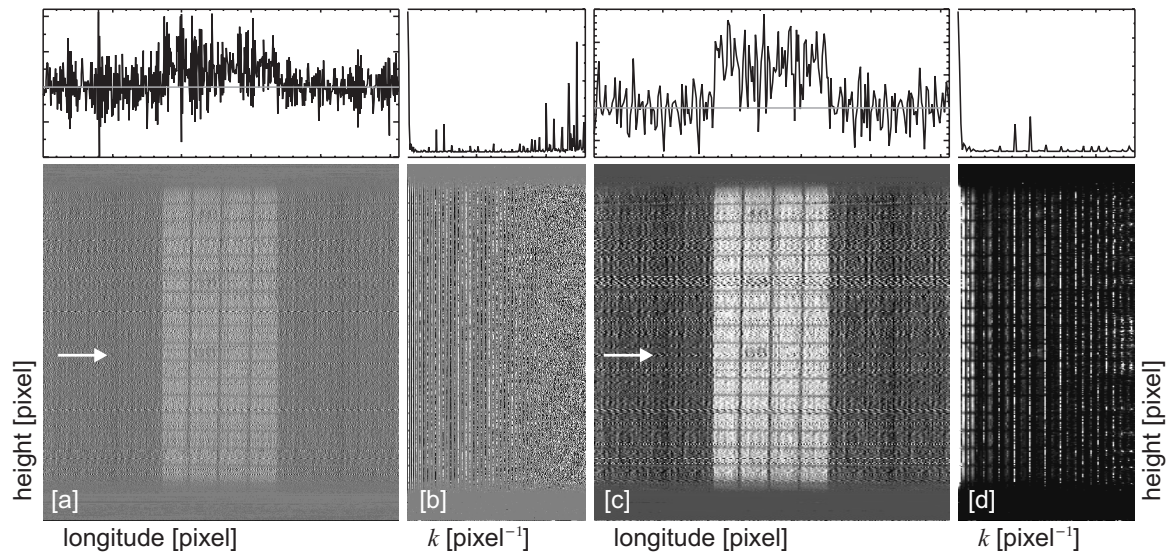 height [pixel]
[a]
[b]
[c]
[d]
height [pixel]
longitude [pixel]
k [pixel⁻¹]
longitude [pixel]
k [pixel⁻¹]